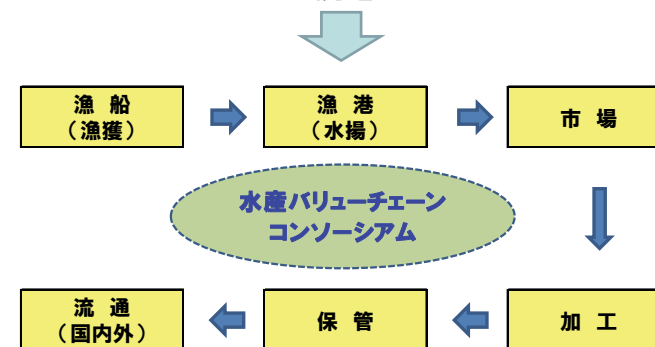 漁 船
（漁獲）
漁 港
（水揚）
市 場
水産バリューチェーン
コンソーシアム
流 通
（国内外）
保 管
加 工